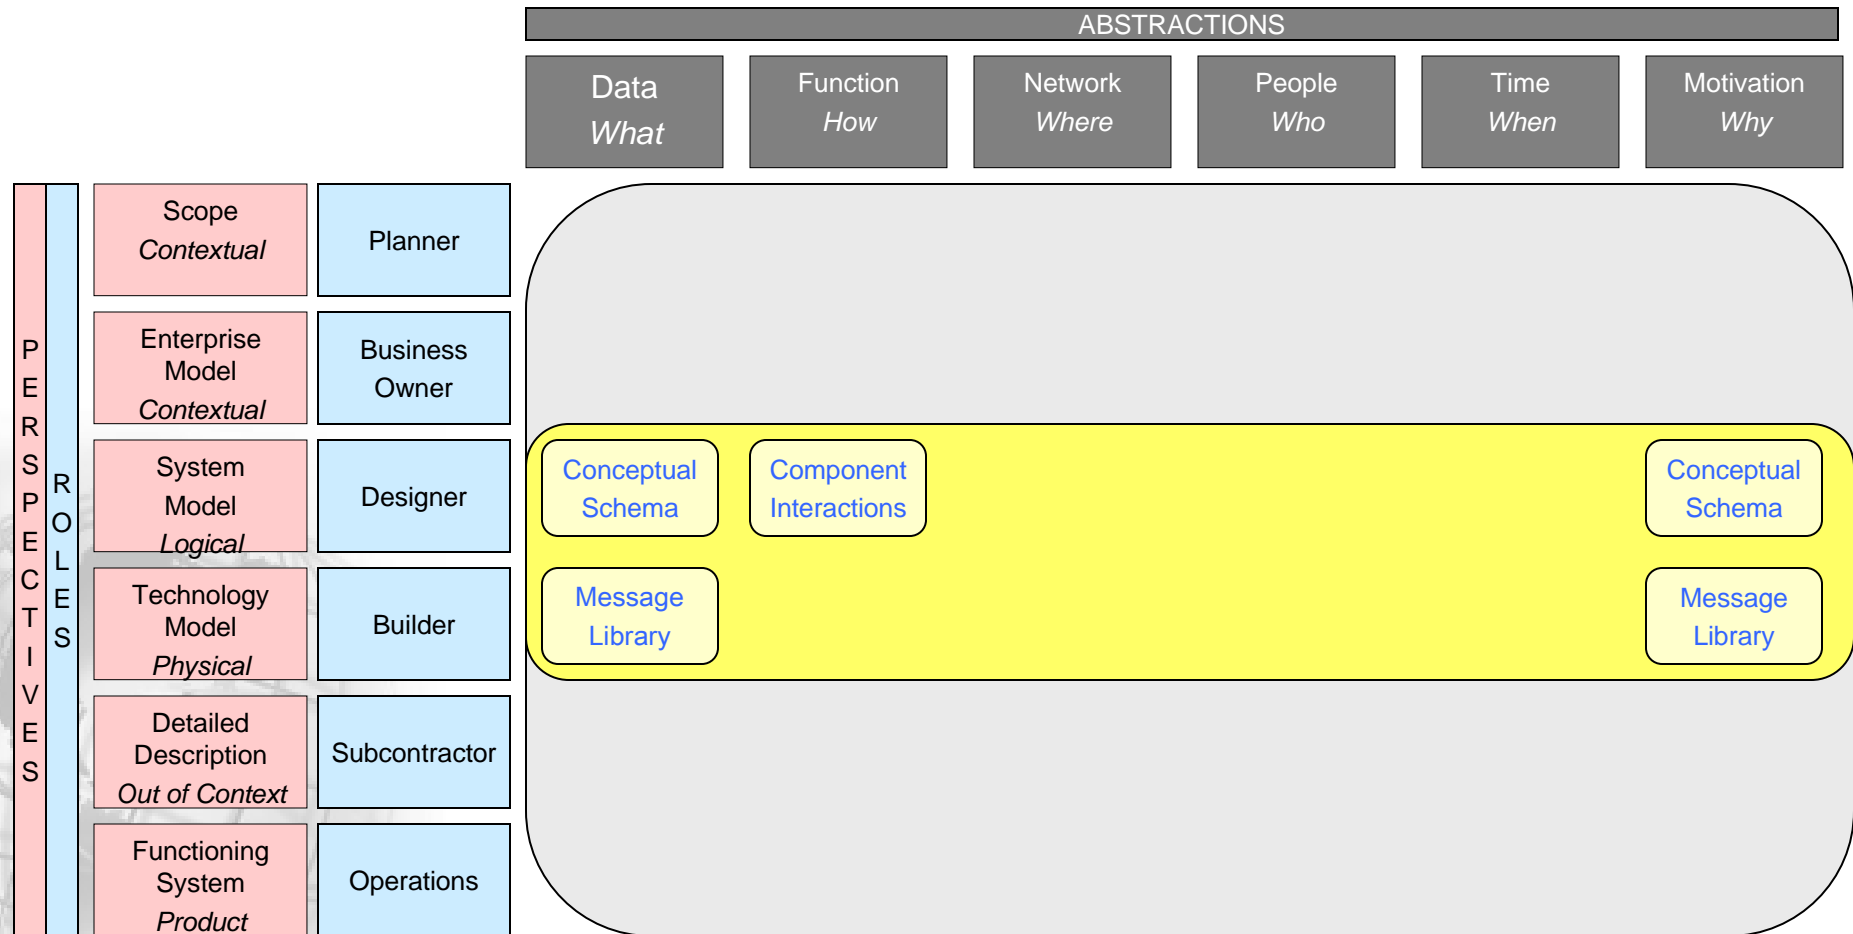 ABSTRACTIONS
Data
What
Function
How
Network
Where
People
Who
Time
When
Motivation
Why
PERSPECTIVES
ROLES
Scope
Contextual
Planner
Enterprise
Model
Contextual
Business
Owner
System
Model
Logical
Designer
Conceptual
Schema
Component
Interactions
Conceptual
Schema
Technology
Model
Physical
Builder
Message
Library
Message
Library
Detailed
Description
Out of Context
Subcontractor
Functioning
System
Product
Operations